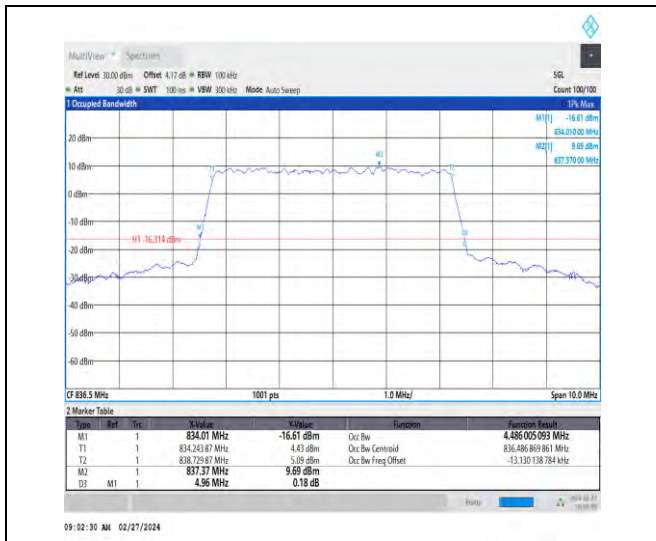 MultiView Spectrum
Ref Level 30.00 dBm Offset 4.17 dB RBW 100 kHz SGL
Att 30 dB SWT 100 ms VBW 300 kHz Mode Auto Sweep Count 100/100
1 Occupied Bandwidth 1Pk Max
M1[1] -16.61 dBm
834.010 00 MHz
M2[1] 9.69 dBm
837.370 00 MHz
20 dBm
M2
10 dBm
T1 T2
0 dBm
-10 dBm
H1 -16.314 dBm
-20 dBm
-30 dBm
-40 dBm
-50 dBm
-60 dBm
CF 836.5 MHz 1001 pts 1.0 MHz/ Span 10.0 MHz
2 Marker Table
Type Ref Trc X-Value Y-Value Function Function Result
M1 1 834.01 MHz -16.61 dBm Occ Bw 4.486 005 093 MHz
T1 1 834.243 87 MHz 4.43 dBm Occ Bw Centroid 836.486 869 861 MHz
T2 1 838.729 87 MHz 5.09 dBm Occ Bw Freq Offset -13.130 138 784 kHz
M2 1 837.37 MHz 9.69 dBm
D3 M1 1 4.96 MHz 0.18 dB
Ready
09:02:30 AM 02/27/2024